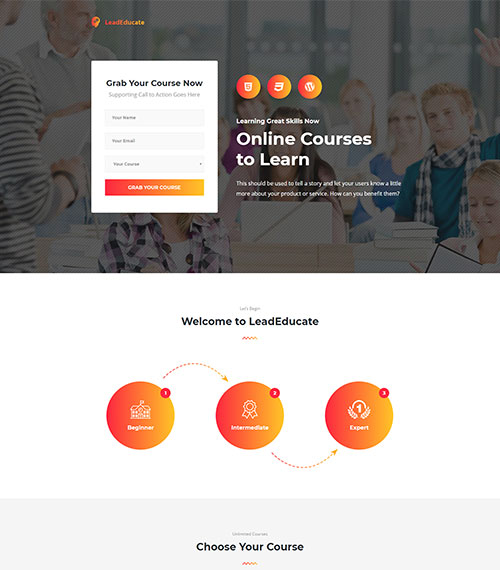 LeadEducate
Grab Your Course Now
Supporting Call to Action Goes Here
Your Name
Your Email
Your Course
GRAB YOUR COURSE
Learning Great Skills Now
Online Courses
to Learn
This should be used to tell a story and let your users know a little
more about your product or service. How can you benefit them?
Let's Begin
Welcome to LeadEducate
1
Beginner
2
Intermediate
3
1
Expert
Unlimited Courses
Choose Your Course